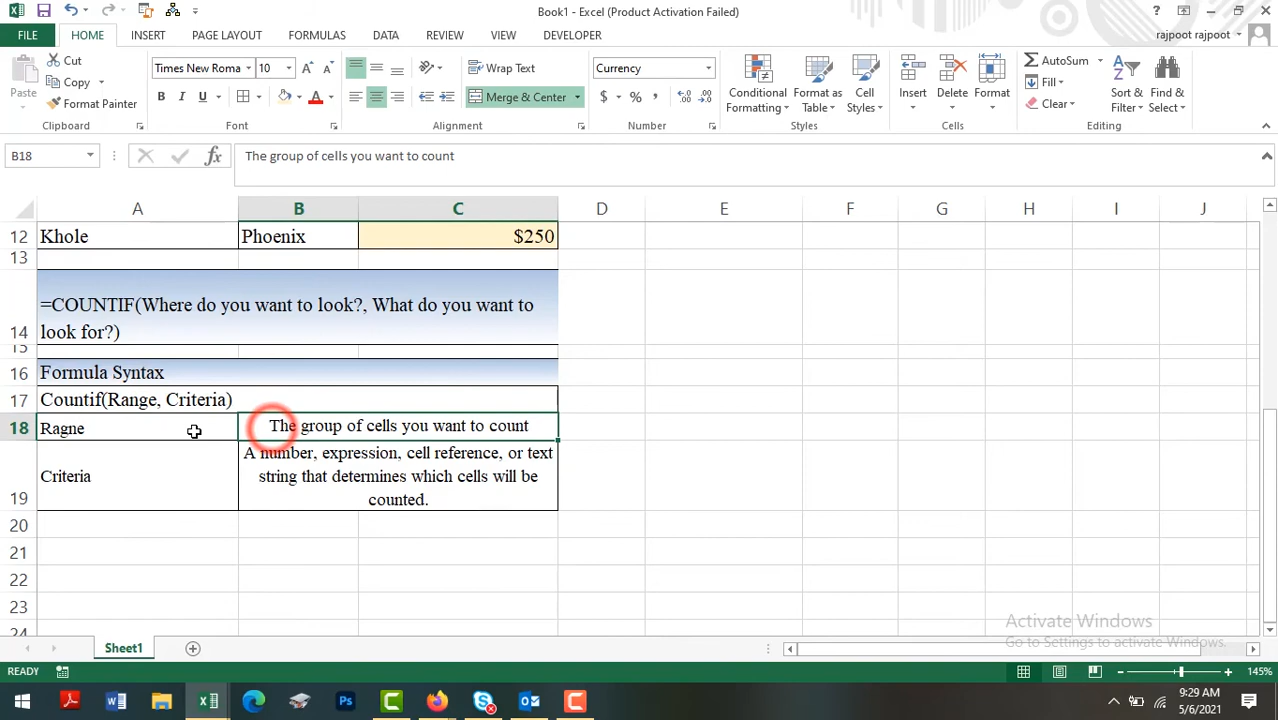 Book1 - Excel (Product Activation Failed)
?
FILE HOME INSERT PAGE LAYOUT FORMULAS DATA REVIEW VIEW DEVELOPER rajpoot rajpoot
Paste
Cut
Copy
Format Painter
Clipboard
Times New Roma 10
B I U
Font
Wrap Text
Merge & Center
Alignment
Currency
$ % ,
Number
Conditional Formatting
Format as Table
Cell Styles
Styles
Insert Delete Format
Cells
AutoSum
Fill
Clear
Sort & Filter
Find & Select
Editing
B18 fx The group of cells you want to count
A B C D E F G H I J
12 Khole Phoenix $250
13
14 =COUNTIF(Where do you want to look?, What do you want to
look for?)
15
16 Formula Syntax
17 Countif(Range, Criteria)
18 Ragne The group of cells you want to count
19 Criteria A number, expression, cell reference, or text
string that determines which cells will be
counted.
20
21
22
23
24
Activate Windows
Go to Settings to activate Windows.
Sheet1
READY 145%
9:29 AM
5/6/2021